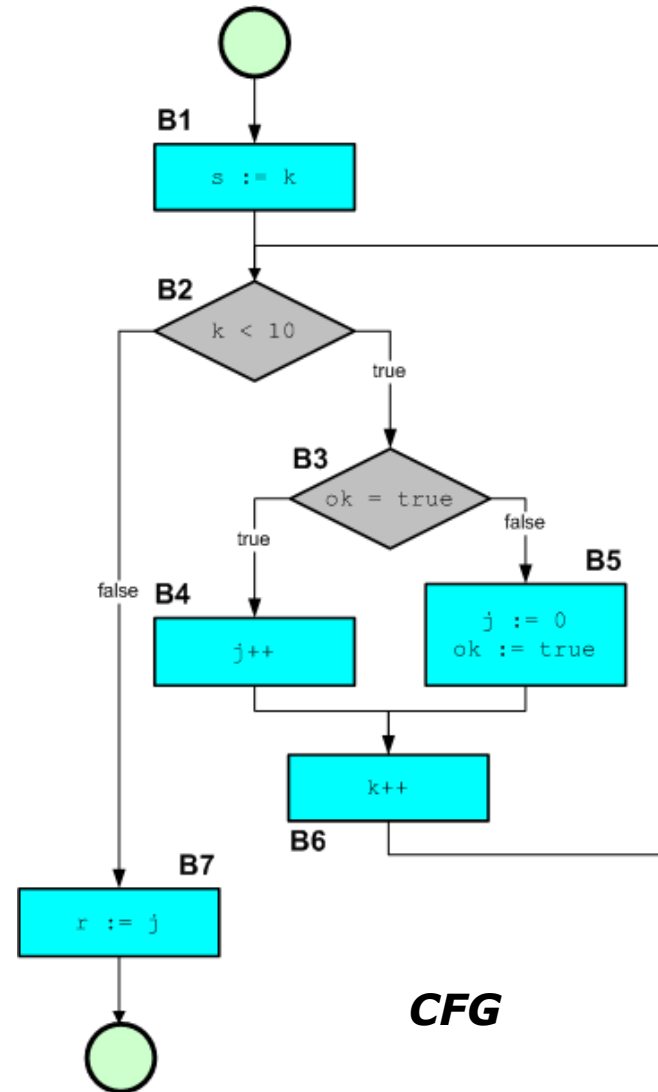 B1
s := k
B2
k < 10
true
B3
ok = true
true
false
false
B4
j++
B5
j := 0
ok := true
k++
B6
B7
r := j
CFG